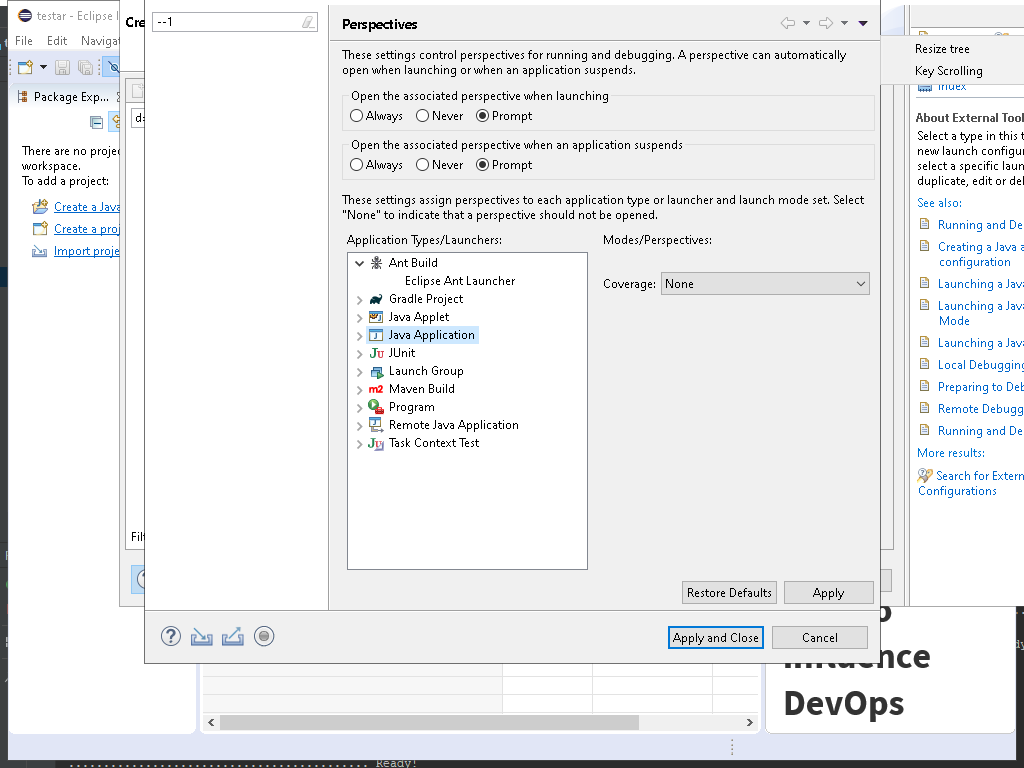 testar - Eclipse I
File Edit Navigat
Package Exp...
There are no projec
workspace.
To add a project:
Create a Java
Create a proj
Import proje
Cre
Filt
--1
Perspectives
These settings control perspectives for running and debugging. A perspective can automatically
open when launching or when an application suspends.
Open the associated perspective when launching
Always Never Prompt
Open the associated perspective when an application suspends
Always Never Prompt
These settings assign perspectives to each application type or launcher and launch mode set. Select
"None" to indicate that a perspective should not be opened.
Application Types/Launchers:
Modes/Perspectives:
Ant Build
Eclipse Ant Launcher
Gradle Project
Java Applet
Java Application
JUnit
Launch Group
Maven Build
Program
Remote Java Application
Task Context Test
Coverage: None
Restore Defaults
Apply
Apply and Close
Cancel
Resize tree
Key Scrolling
Index
About External Tool
Select a type in this t
new launch configur
select a specific laun
duplicate, edit or del
See also:
Running and De
Creating a Java a
configuration
Launching a Java
Launching a Java
Mode
Launching a Java
Local Debugging
Preparing to Deb
Remote Debugg
Running and De
More results:
Search for Extern
Configurations
Influence
DevOps
Ready!